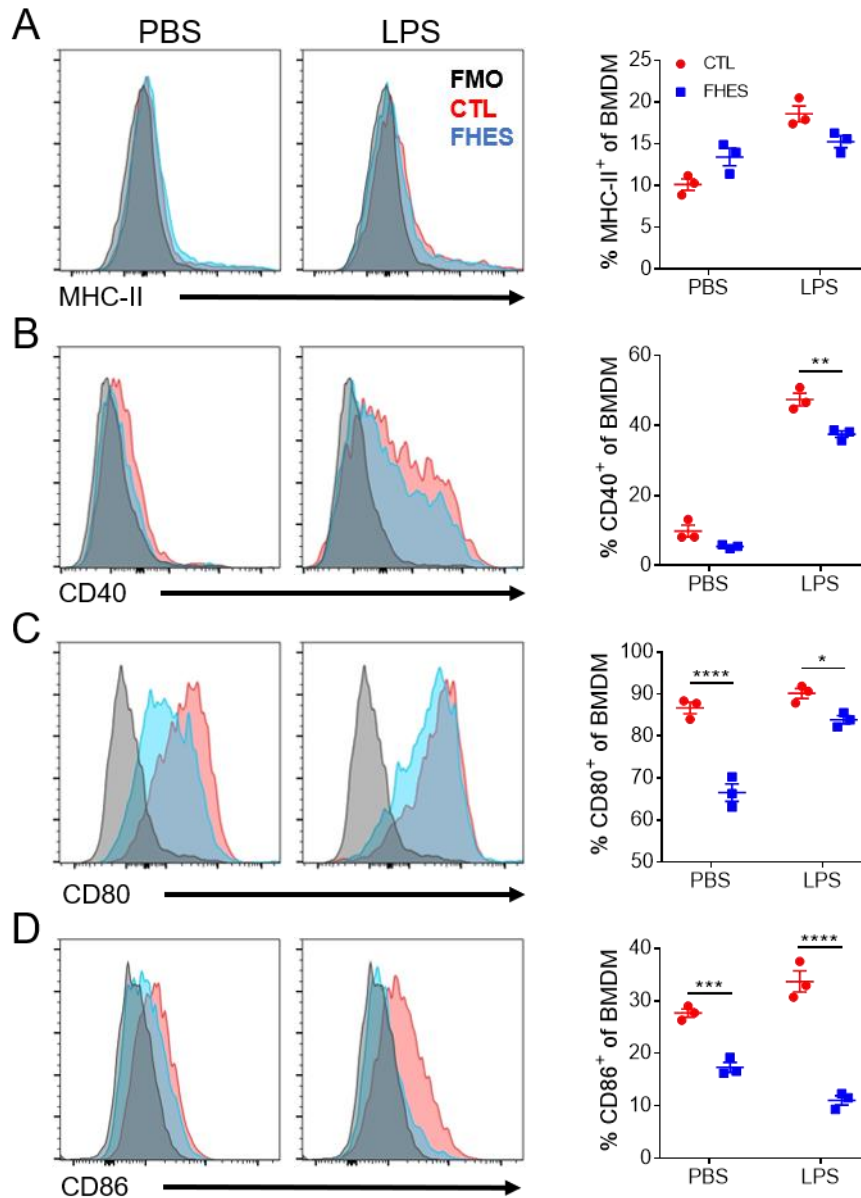 A
PBS
LPS
FMO
CTL
FHES
MHC-II
% MHC-II⁺ of BMDM
25
20
15
10
5
0
CTL
FHES
PBS
LPS
B
CD40
% CD40⁺ of BMDM
60
40
20
0
**
PBS
LPS
C
CD80
% CD80⁺ of BMDM
100
90
80
70
60
50
****
*
PBS
LPS
D
CD86
% CD86⁺ of BMDM
40
30
20
10
0
***
****
PBS
LPS